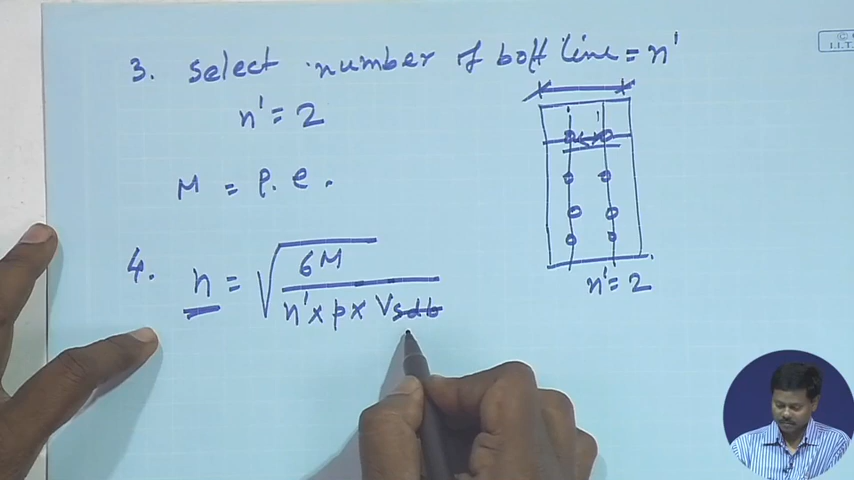 3. Select number of bolt line = n'
n' = 2
M = P. e.
4. n = √ 6M / n' x p x Vsdb
n' = 2
©
I.I.T.